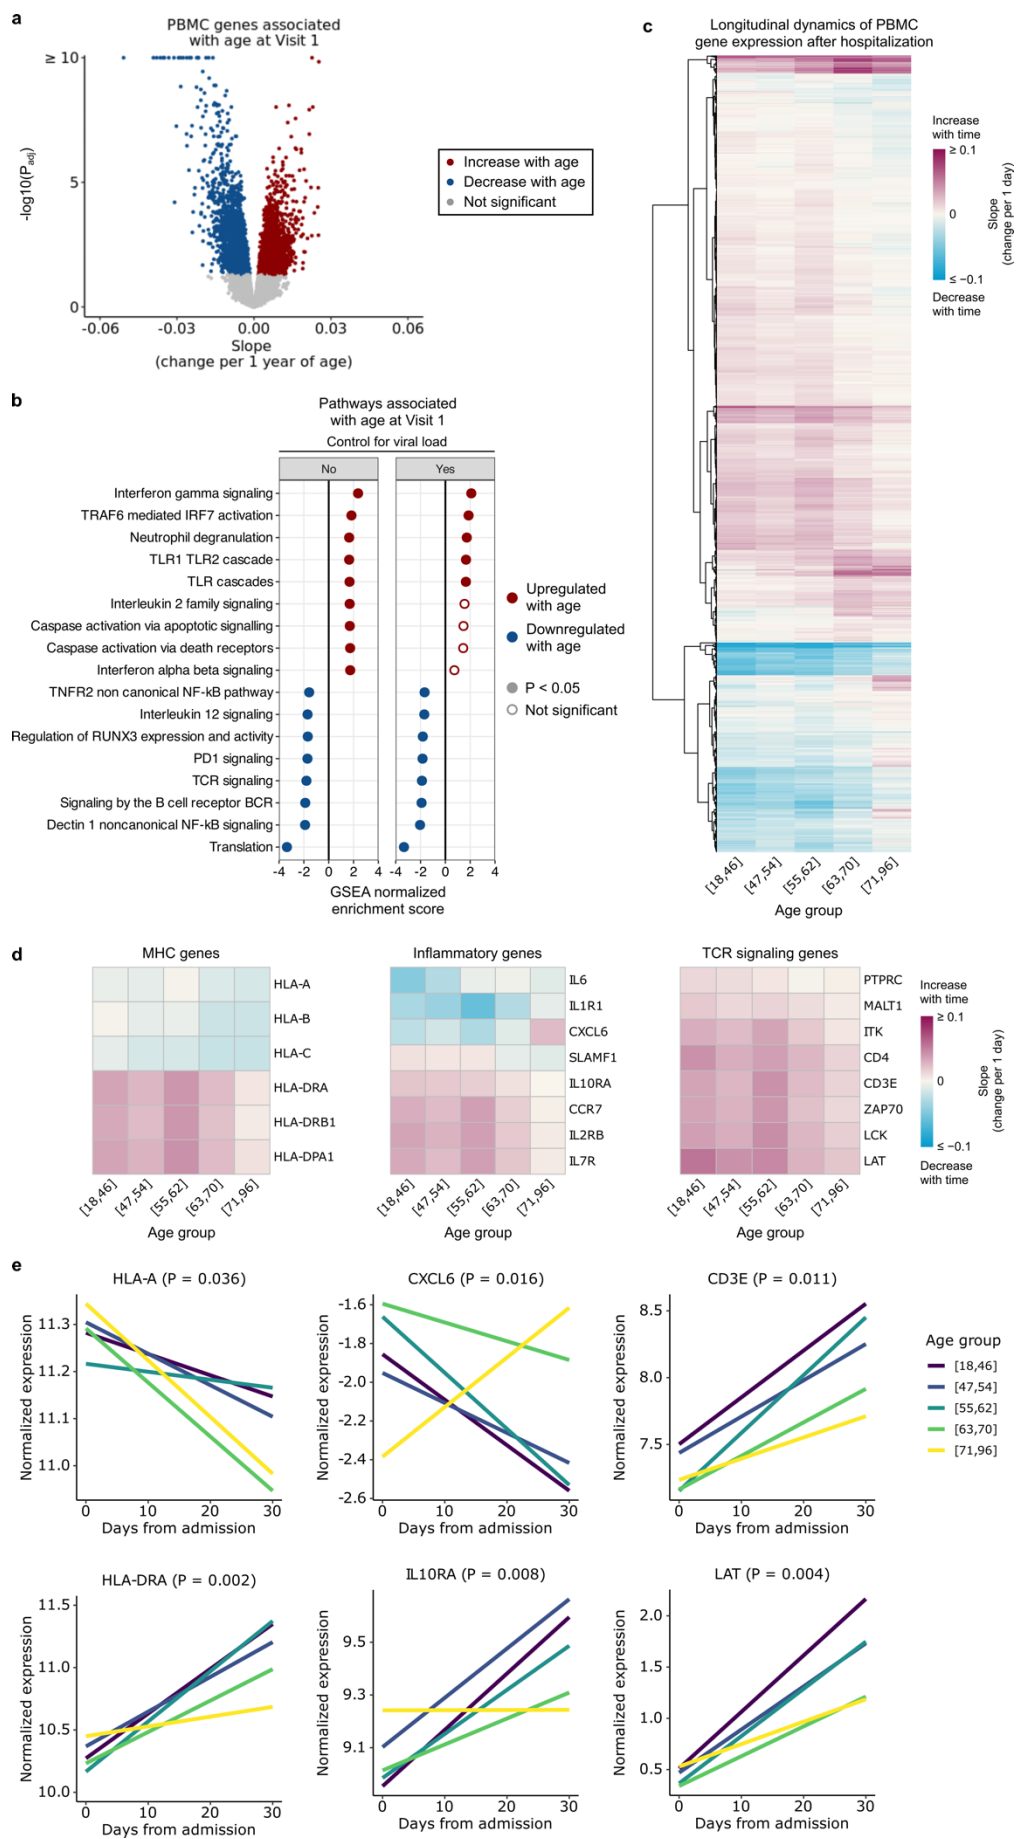 a
PBMC genes associated
with age at Visit 1
≥ 10
5
0
-log10(Padj)
-0.06
-0.03
0.00
0.03
0.06
Slope
(change per 1 year of age)
Increase with age
Decrease with age
Not significant
b
Pathways associated
with age at Visit 1
Control for viral load
No
Yes
Interferon gamma signaling
TRAF6 mediated IRF7 activation
Neutrophil degranulation
TLR1 TLR2 cascade
TLR cascades
Interleukin 2 family signaling
Caspase activation via apoptotic signalling
Caspase activation via death receptors
Interferon alpha beta signaling
TNFR2 non canonical NF-kB pathway
Interleukin 12 signaling
Regulation of RUNX3 expression and activity
PD1 signaling
TCR signaling
Signaling by the B cell receptor BCR
Dectin 1 noncanonical NF-kB signaling
Translation
-4 -2 0 2 4
-4 -2 0 2 4
GSEA normalized
enrichment score
Upregulated
with age
Downregulated
with age
P < 0.05
Not significant
c
Longitudinal dynamics of PBMC
gene expression after hospitalization
[18,46]
[47,54]
[55,62]
[63,70]
[71,96]
Age group
Increase
with time
≥ 0.1
0
≤ −0.1
Decrease
with time
Slope
(change per 1 day)
d
MHC genes
HLA-A
HLA-B
HLA-C
HLA-DRA
HLA-DRB1
HLA-DPA1
[18,46]
[47,54]
[55,62]
[63,70]
[71,96]
Age group
Inflammatory genes
IL6
IL1R1
CXCL6
SLAMF1
IL10RA
CCR7
IL2RB
IL7R
[18,46]
[47,54]
[55,62]
[63,70]
[71,96]
Age group
TCR signaling genes
PTPRC
MALT1
ITK
CD4
CD3E
ZAP70
LCK
LAT
[18,46]
[47,54]
[55,62]
[63,70]
[71,96]
Age group
Increase
with time
≥ 0.1
0
≤ −0.1
Decrease
with time
Slope
(change per 1 day)
e
HLA-A (P = 0.036)
11.3
11.2
11.1
11.0
Normalized expression
0 10 20 30
Days from admission
CXCL6 (P = 0.016)
-1.6
-1.8
-2.0
-2.2
-2.4
-2.6
Normalized expression
0 10 20 30
Days from admission
CD3E (P = 0.011)
8.5
8.0
7.5
Normalized expression
0 10 20 30
Days from admission
Age group
[18,46]
[47,54]
[55,62]
[63,70]
[71,96]
HLA-DRA (P = 0.002)
11.5
11.0
10.5
10.0
Normalized expression
0 10 20 30
Days from admission
IL10RA (P = 0.008)
9.5
9.3
9.1
Normalized expression
0 10 20 30
Days from admission
LAT (P = 0.004)
2.0
1.5
1.0
0.5
Normalized expression
0 10 20 30
Days from admission